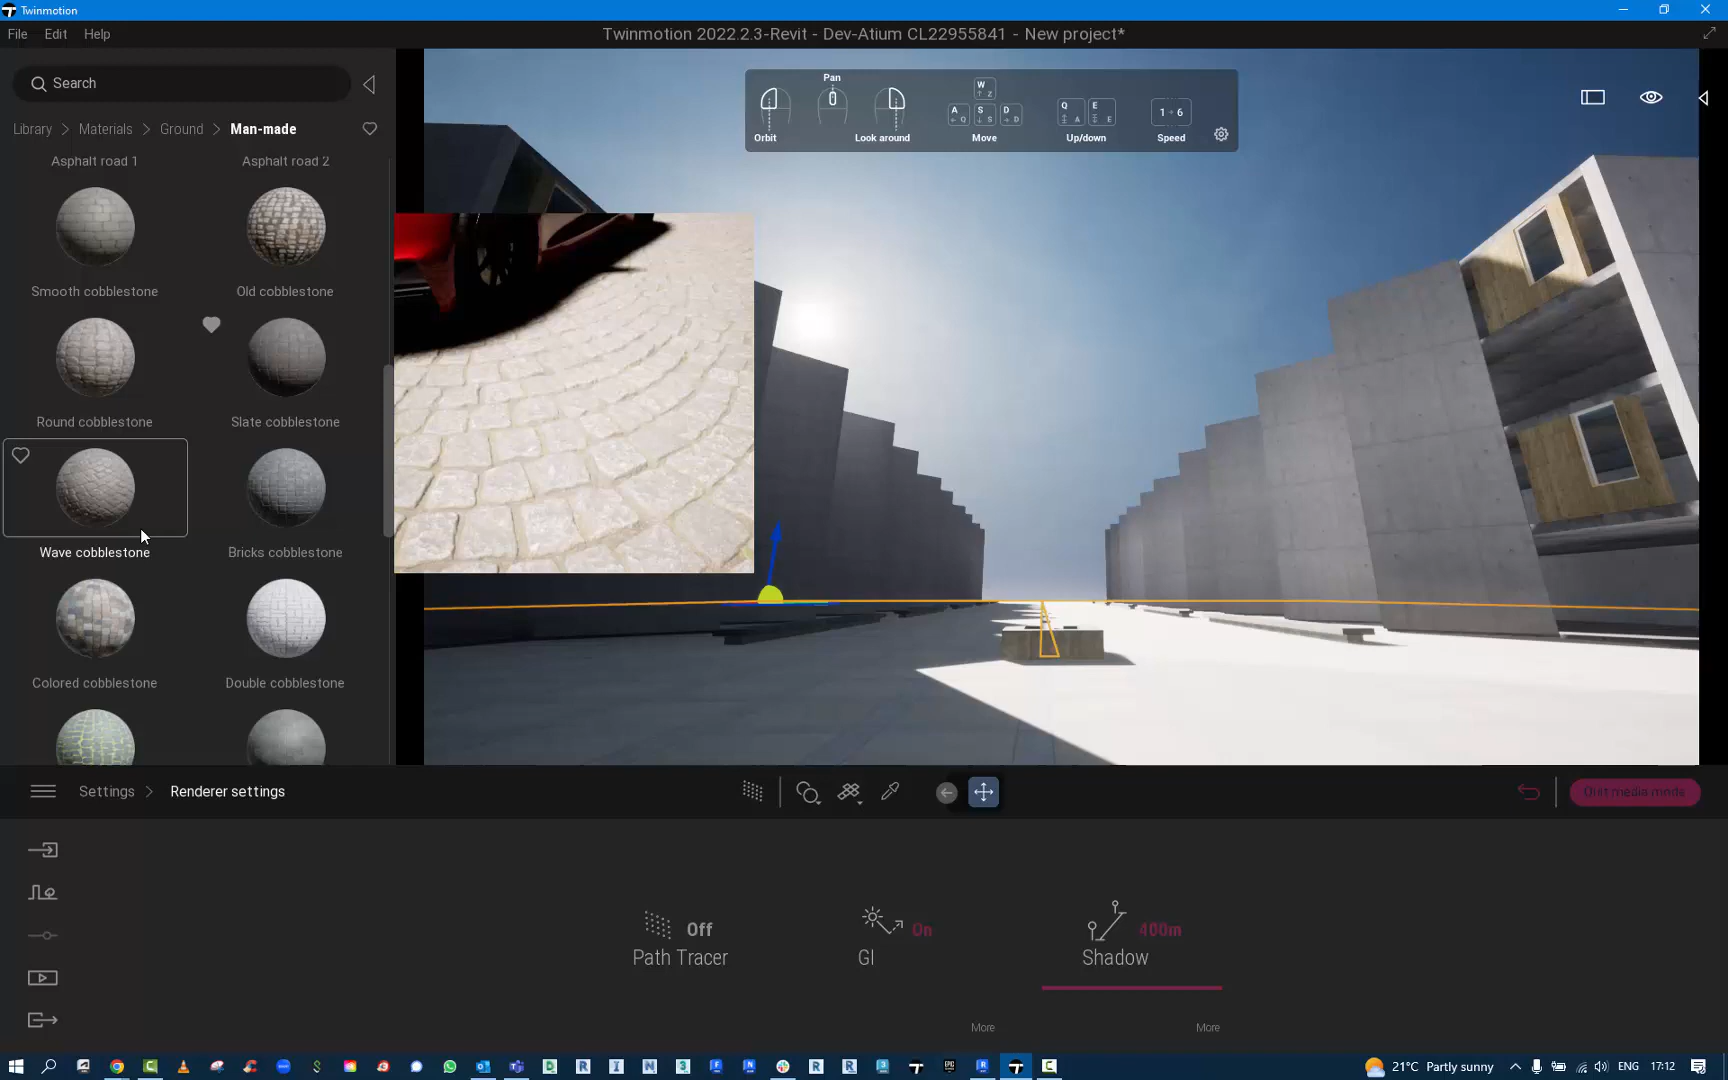 Twinmotion
File Edit Help
Twinmotion 2022.2.3-Revit - Dev-Atium CL22955841 - New project*
Search
Library > Materials > Ground > Man-made
Asphalt road 1
Asphalt road 2
Smooth cobblestone
Old cobblestone
Round cobblestone
Slate cobblestone
Wave cobblestone
Bricks cobblestone
Colored cobblestone
Double cobblestone
Pan
Orbit
Look around
W
Z
A
Q
S
S
D
D
Move
Q
A
E
E
Up/down
1 - 6
Speed
Settings > Renderer settings
Quit media mode
Off
Path Tracer
On
GI
400m
Shadow
More
More
21°C Partly sunny
ENG
17:12